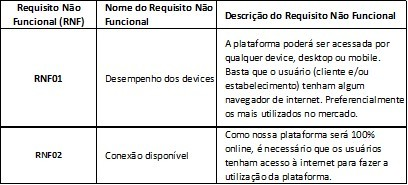 Requisito Não Funcional (RNF)
Nome do Requisito Não Funcional
Descrição do Requisito Não Funcional
RNF01
Desempenho dos devices
A plataforma poderá ser acessada por
qualquer device, desktop ou mobile.
Basta que o usuário (cliente e/ou
estabelecimento) tenham algum
navegador de internet. Preferencialmente
os mais utilizados no mercado.
RNF02
Conexão disponível
Como nossa plataforma será 100%
online, é necessário que os usuários
tenham acesso à internet para fazer a
utilização da plataforma.